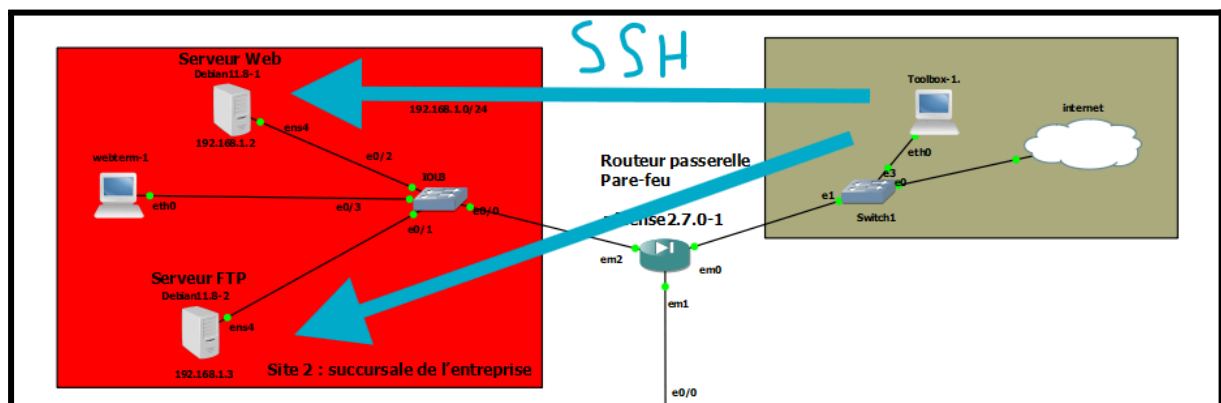 SSH
Serveur Web
Debian11.8-1
192.168.1.2
ens4
192.168.1.0/24
e0/2
webterm-1
eth0
e0/3
IOU3
e0/0
e0/1
Serveur FTP
Debian11.8-2
ens4
192.168.1.3
Site 2 : succursale de l'entreprise
Routeur passerelle
Pare-feu
2.7.0-1
em2
em0
em1
e0/0
Toolbox-1.
eth0
e3
e0
e1
Switch1
internet